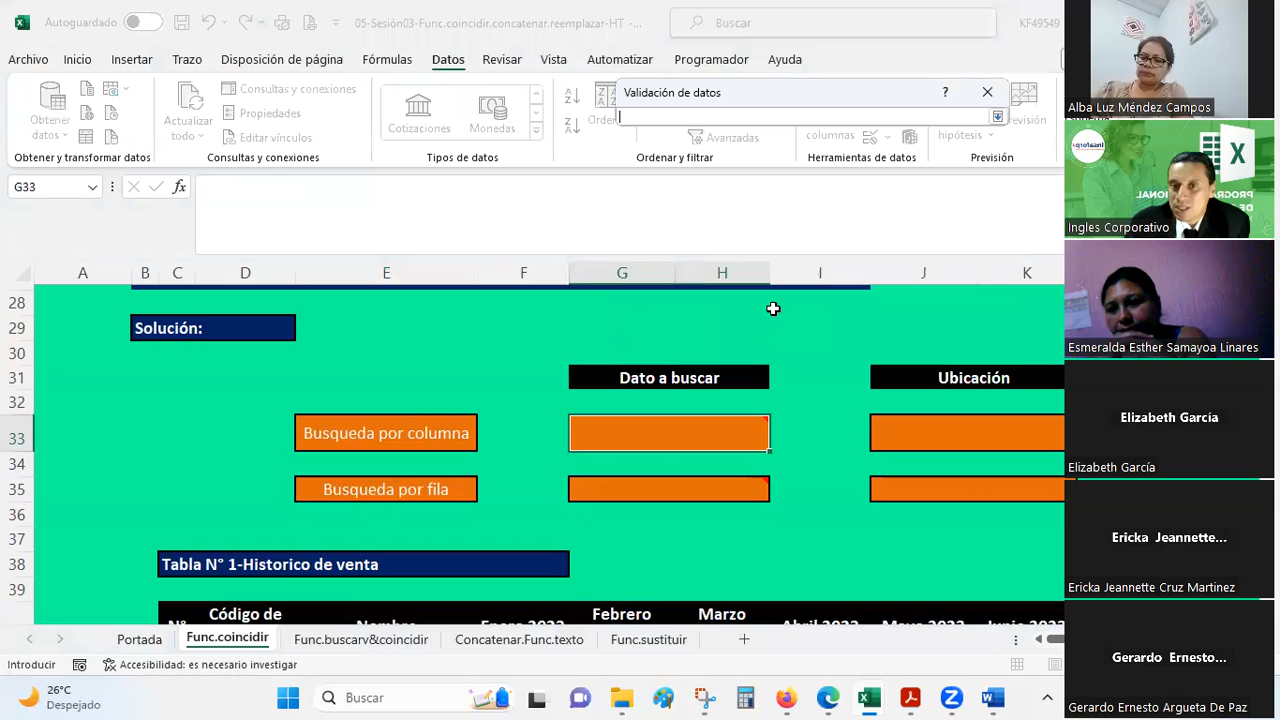 Autoguardado
05-Sesión03-Func.coincidir.concatenar.reemplazar-HT
Buscar
KF49549
Archivo Inicio Insertar Trazo Disposición de página Fórmulas Datos Revisar Vista Automatizar Programador Ayuda
Obtener datos
Actualizar todo
Consultas y conexiones
Propiedades
Editar vínculos
Cotizaciones
Monedas
Avanzadas
columnas
hipótesis
Obtener y transformar datos
Consultas y conexiones
Tipos de datos
Ordenar y filtrar
Herramientas de datos
Previsión
Validación de datos ?
G33
fx
A B C D E F G H I J K
28
29 Solución:
30
31 Dato a buscar Ubicación
32
33 Busqueda por columna
34
35 Busqueda por fila
36
37
38 Tabla N° 1-Historico de venta
39
Código de Febrero Marzo
Portada Func.coincidir Func.buscarv&coincidir Concatenar.Func.texto Func.sustituir
Introducir Accesibilidad: es necesario investigar
26°C
Despejado
Buscar
Alba Luz Méndez Campos
Ingles Corporativo
Esmeralda Esther Samayoa Linares
Elizabeth García
Elizabeth García
Ericka Jeannette...
Ericka Jeannette Cruz Martinez
Gerardo Ernesto...
Gerardo Ernesto Argueta De Paz